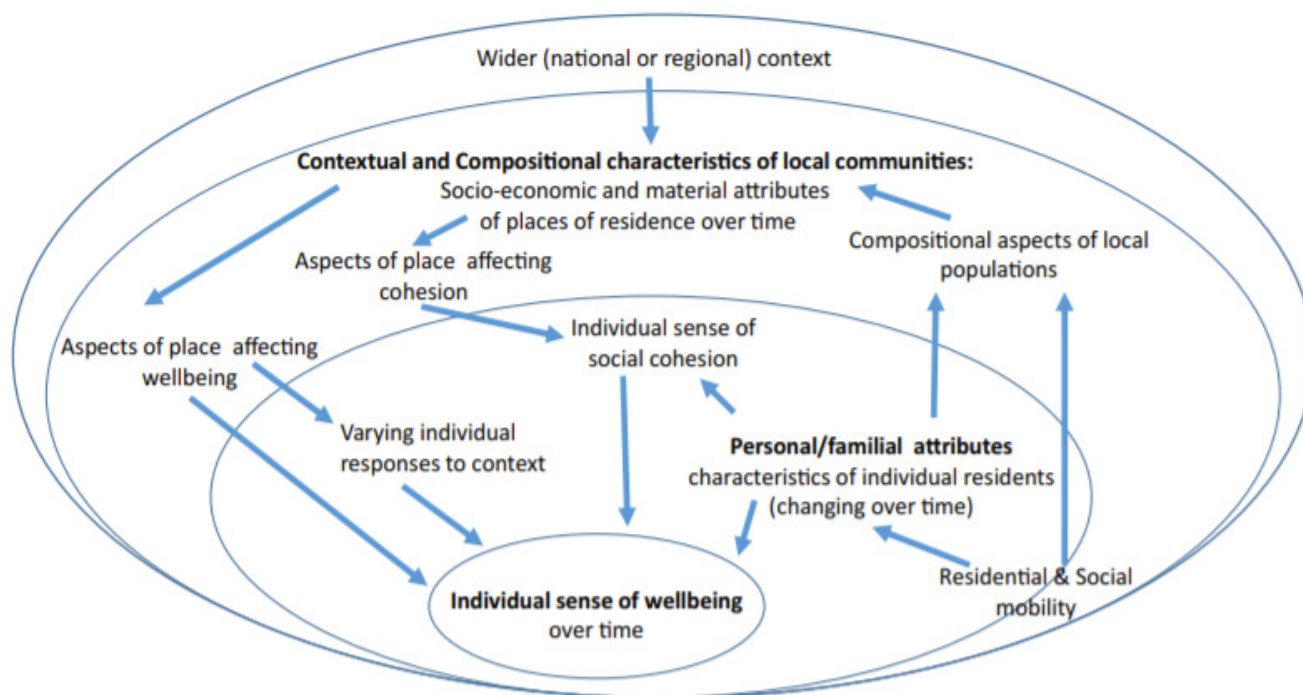 Wider (national or regional) context
Contextual and Compositional characteristics of local communities:
Socio-economic and material attributes
of places of residence over time
Compositional aspects of local
populations
Aspects of place affecting
cohesion
Individual sense of
social cohesion
Aspects of place affecting
wellbeing
Varying individual
responses to context
Personal/familial attributes
characteristics of individual residents
(changing over time)
Residential & Social
mobility
Individual sense of wellbeing
over time